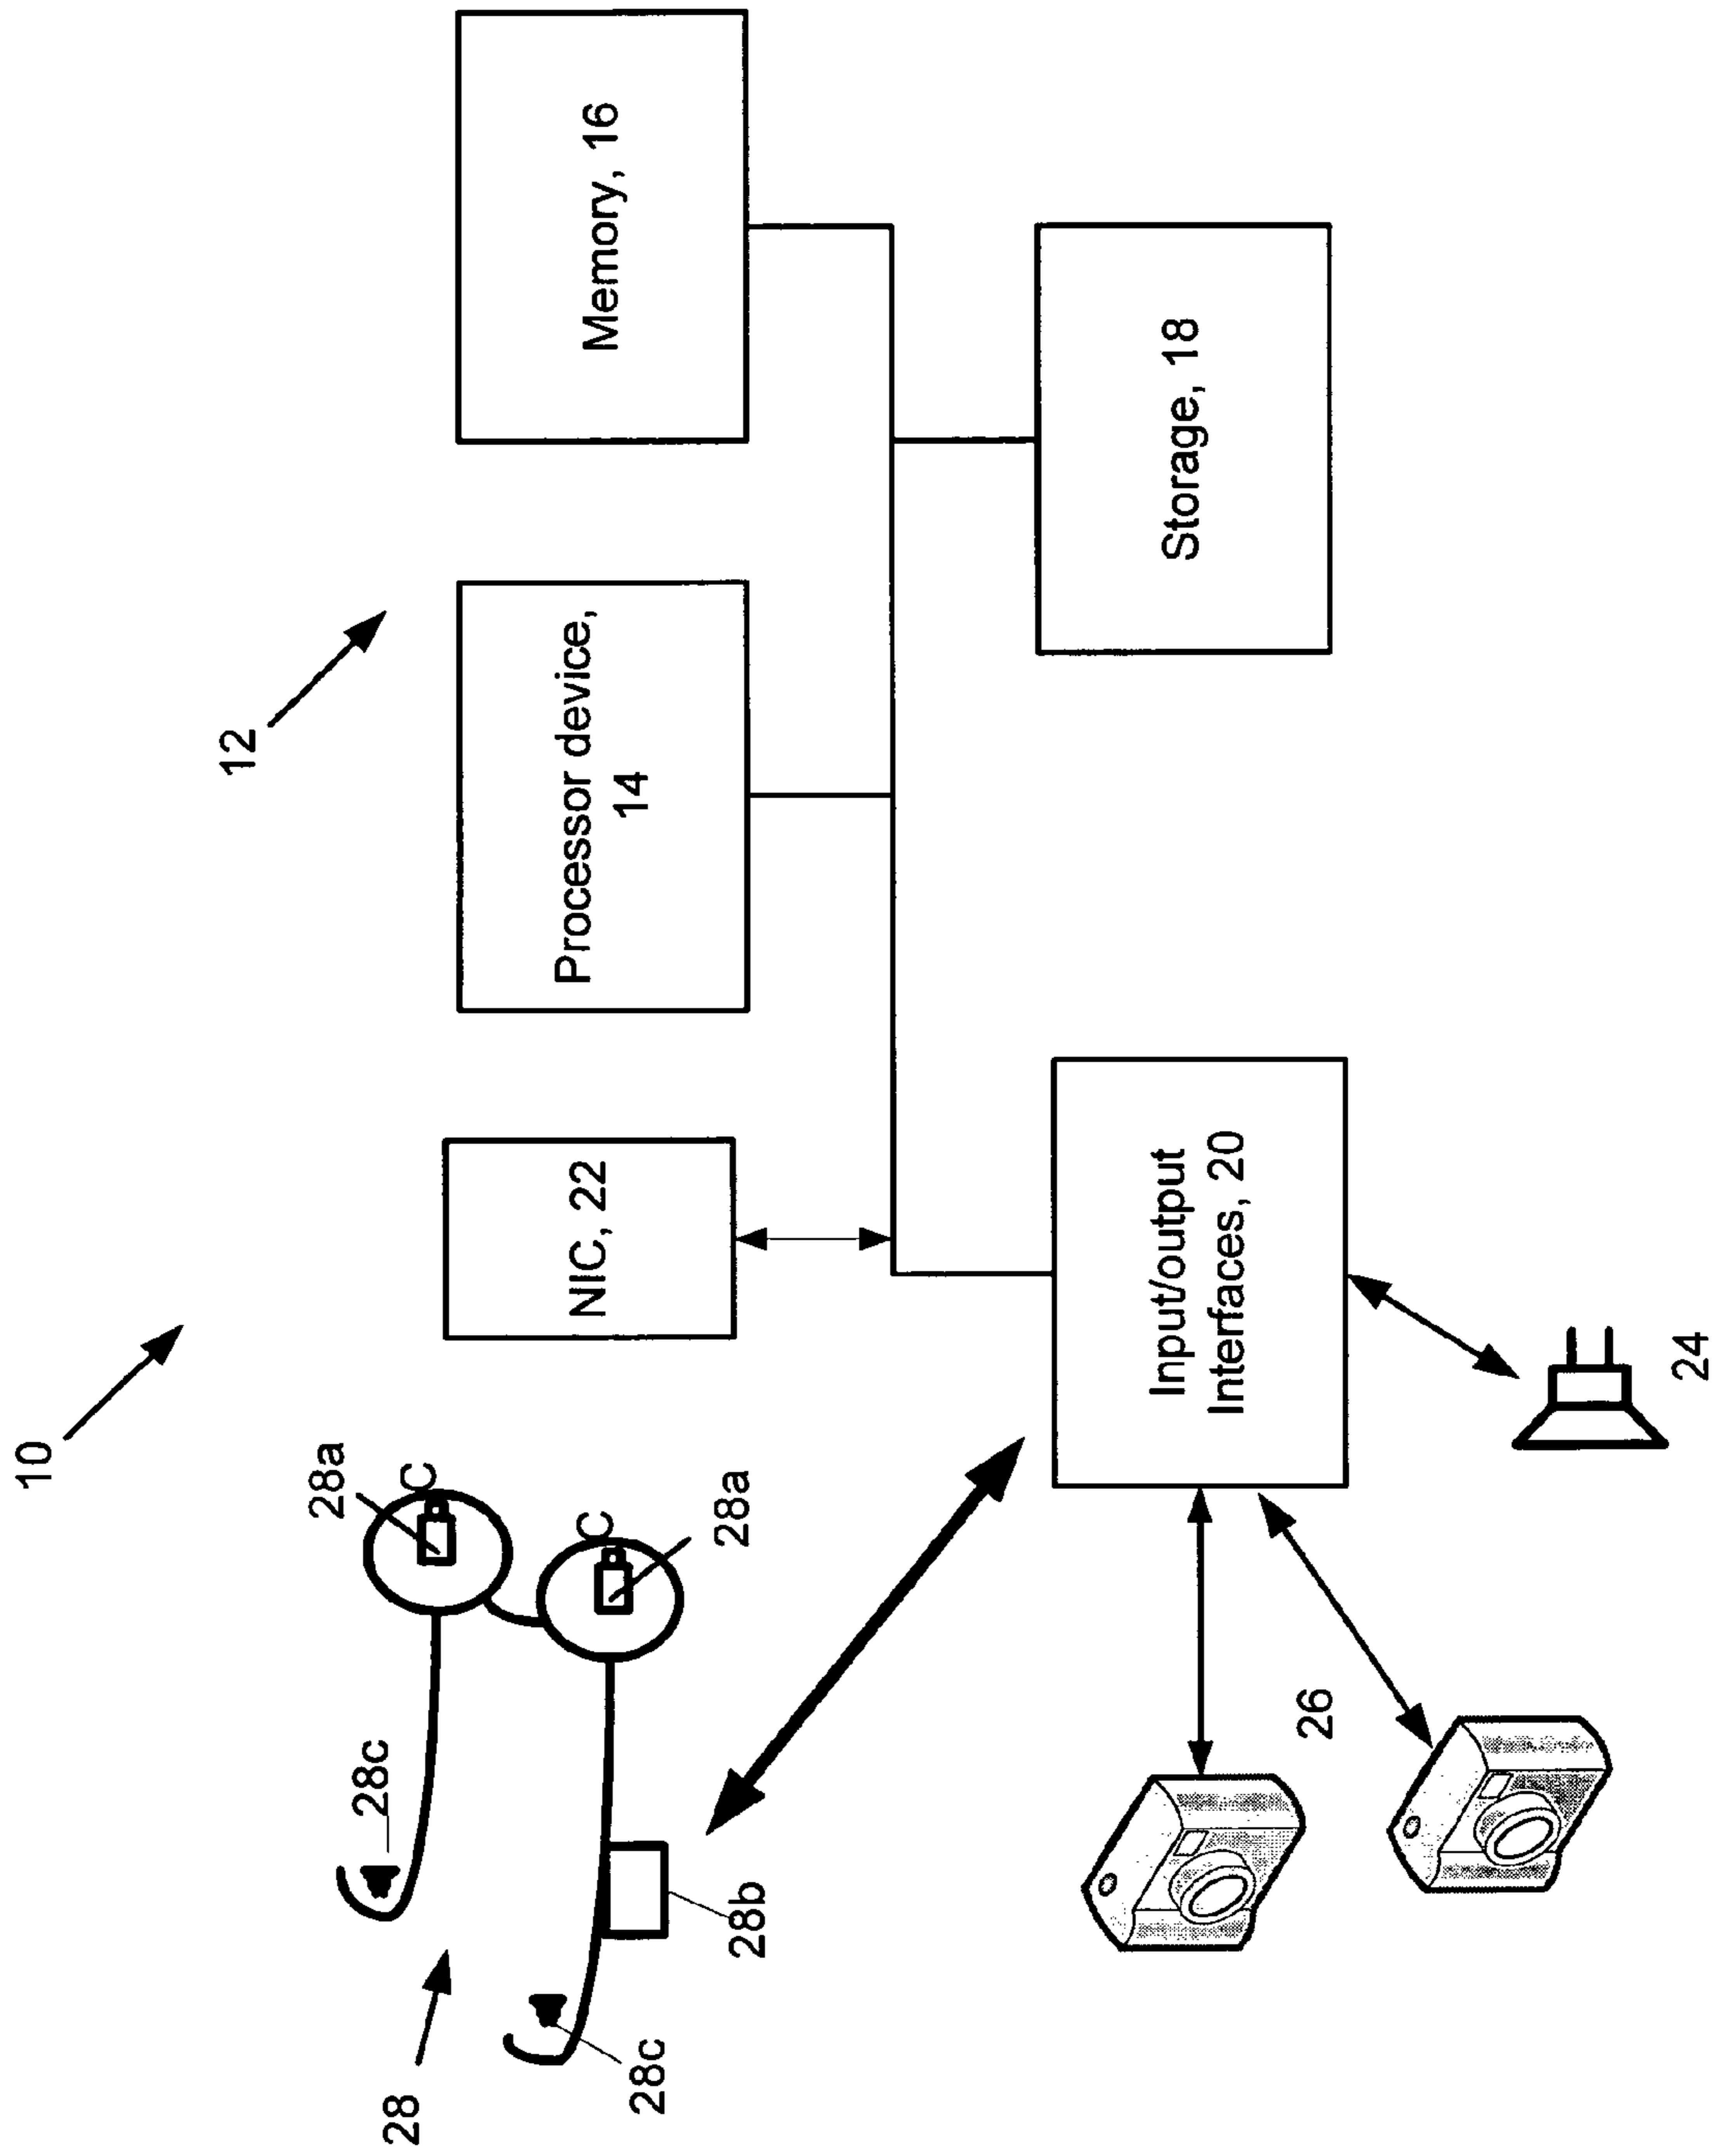 10
12
28a
28c
28
C
Memory, 16
Processor device,
14
NIC, 22
C
28c
28a
28b
Input/output
Interfaces, 20
Storage, 18
26
24